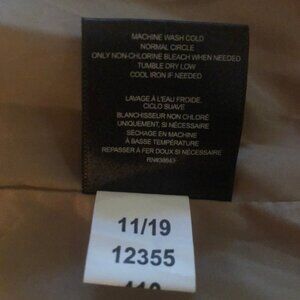 MACHINE WASH COLD
NORMAL CIRCLE
ONLY NON-CHLORINE BLEACH WHEN NEEDED
TUMBLE DRY LOW
COOL IRON IF NEEDED
LAVAGE À L'EAU FROIDE,
CICLO SUAVE
BLANCHISSEUR NON CHLORÉ
UNIQUEMENT, SI NÉCESSAIRE
SÉCHAGE EN MACHINE
À BASSE TEMPÉRATURE
REPASSER À FER DOUX SI NÉCESSAIRE
11/19
12355